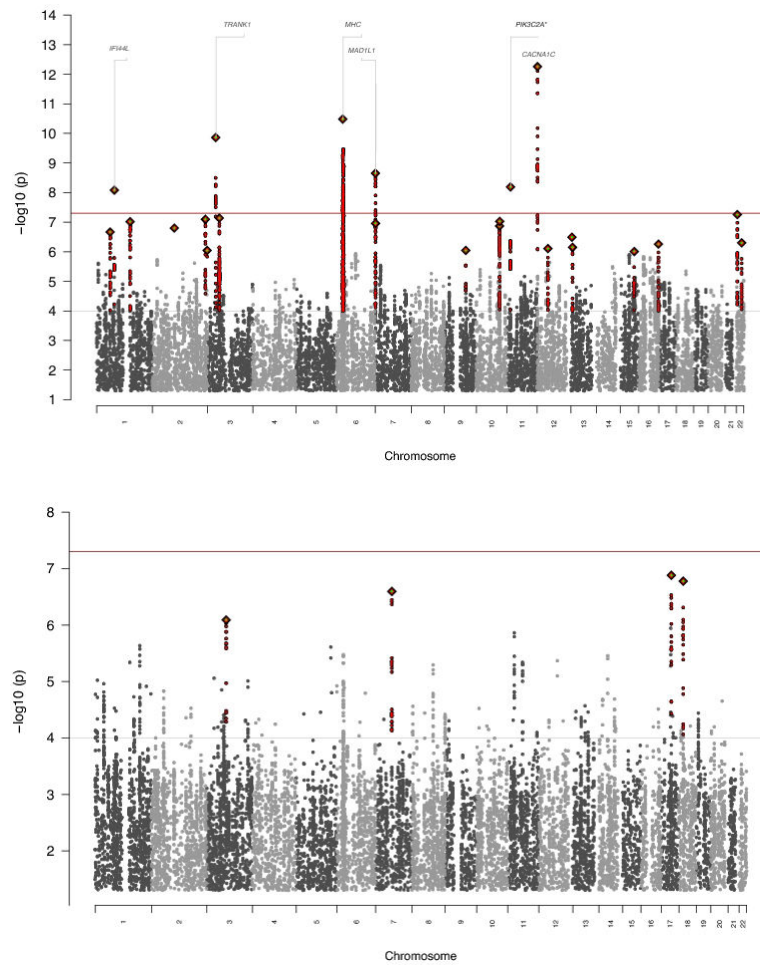 14
13
12
11
10
9
8
7
6
5
4
3
2
1
−log10 (p)
IFI44L
TRANK1
MHC
MAD1L1
PIK3C2A*
CACNA1C
1 2 3 4 5 6 7 8 9 10 11 12 13 14 15 16 17 18 19 20 21 22
Chromosome
8
7
6
5
4
3
2
−log10 (p)
1 2 3 4 5 6 7 8 9 10 11 12 13 14 15 16 17 18 19 20 21 22
Chromosome